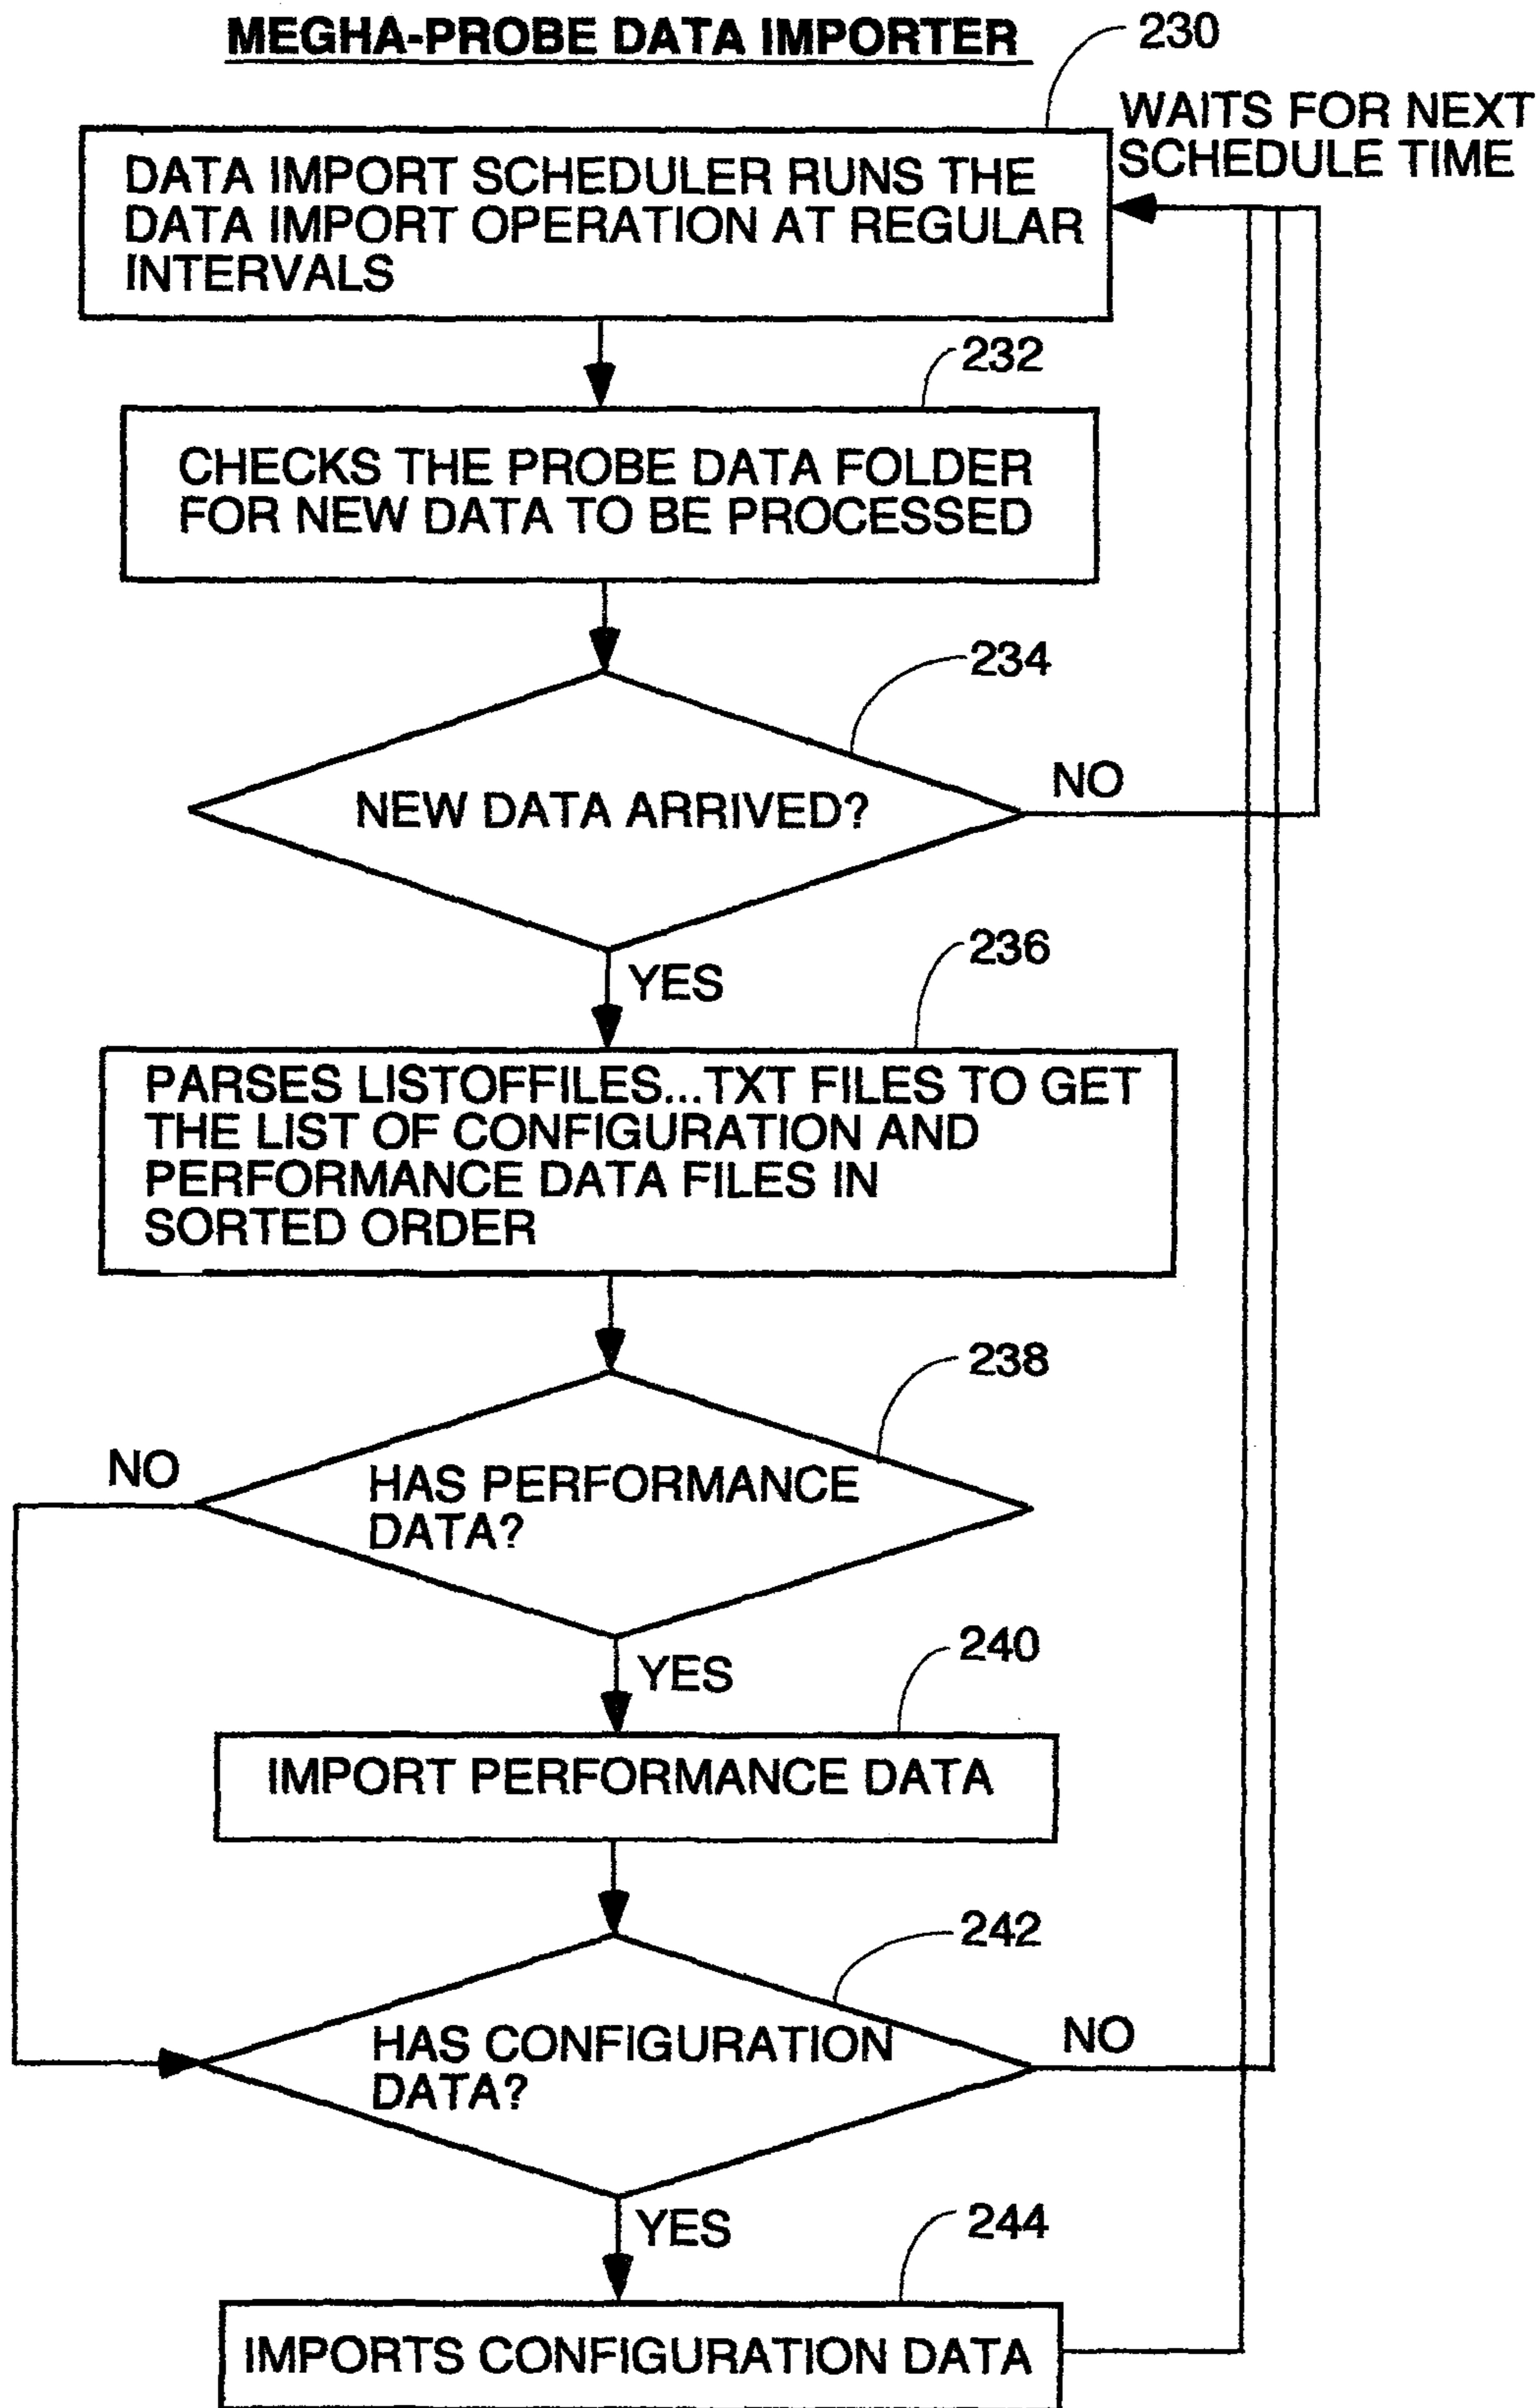 MEGHA-PROBE DATA IMPORTER
230
WAITS FOR NEXT
SCHEDULE TIME
DATA IMPORT SCHEDULER RUNS THE
DATA IMPORT OPERATION AT REGULAR
INTERVALS
232
CHECKS THE PROBE DATA FOLDER
FOR NEW DATA TO BE PROCESSED
234
NEW DATA ARRIVED?
NO
YES
236
PARSES LISTOFFILES...TXT FILES TO GET
THE LIST OF CONFIGURATION AND
PERFORMANCE DATA FILES IN
SORTED ORDER
238
NO
HAS PERFORMANCE
DATA?
YES
240
IMPORT PERFORMANCE DATA
242
HAS CONFIGURATION
DATA?
NO
YES
244
IMPORTS CONFIGURATION DATA